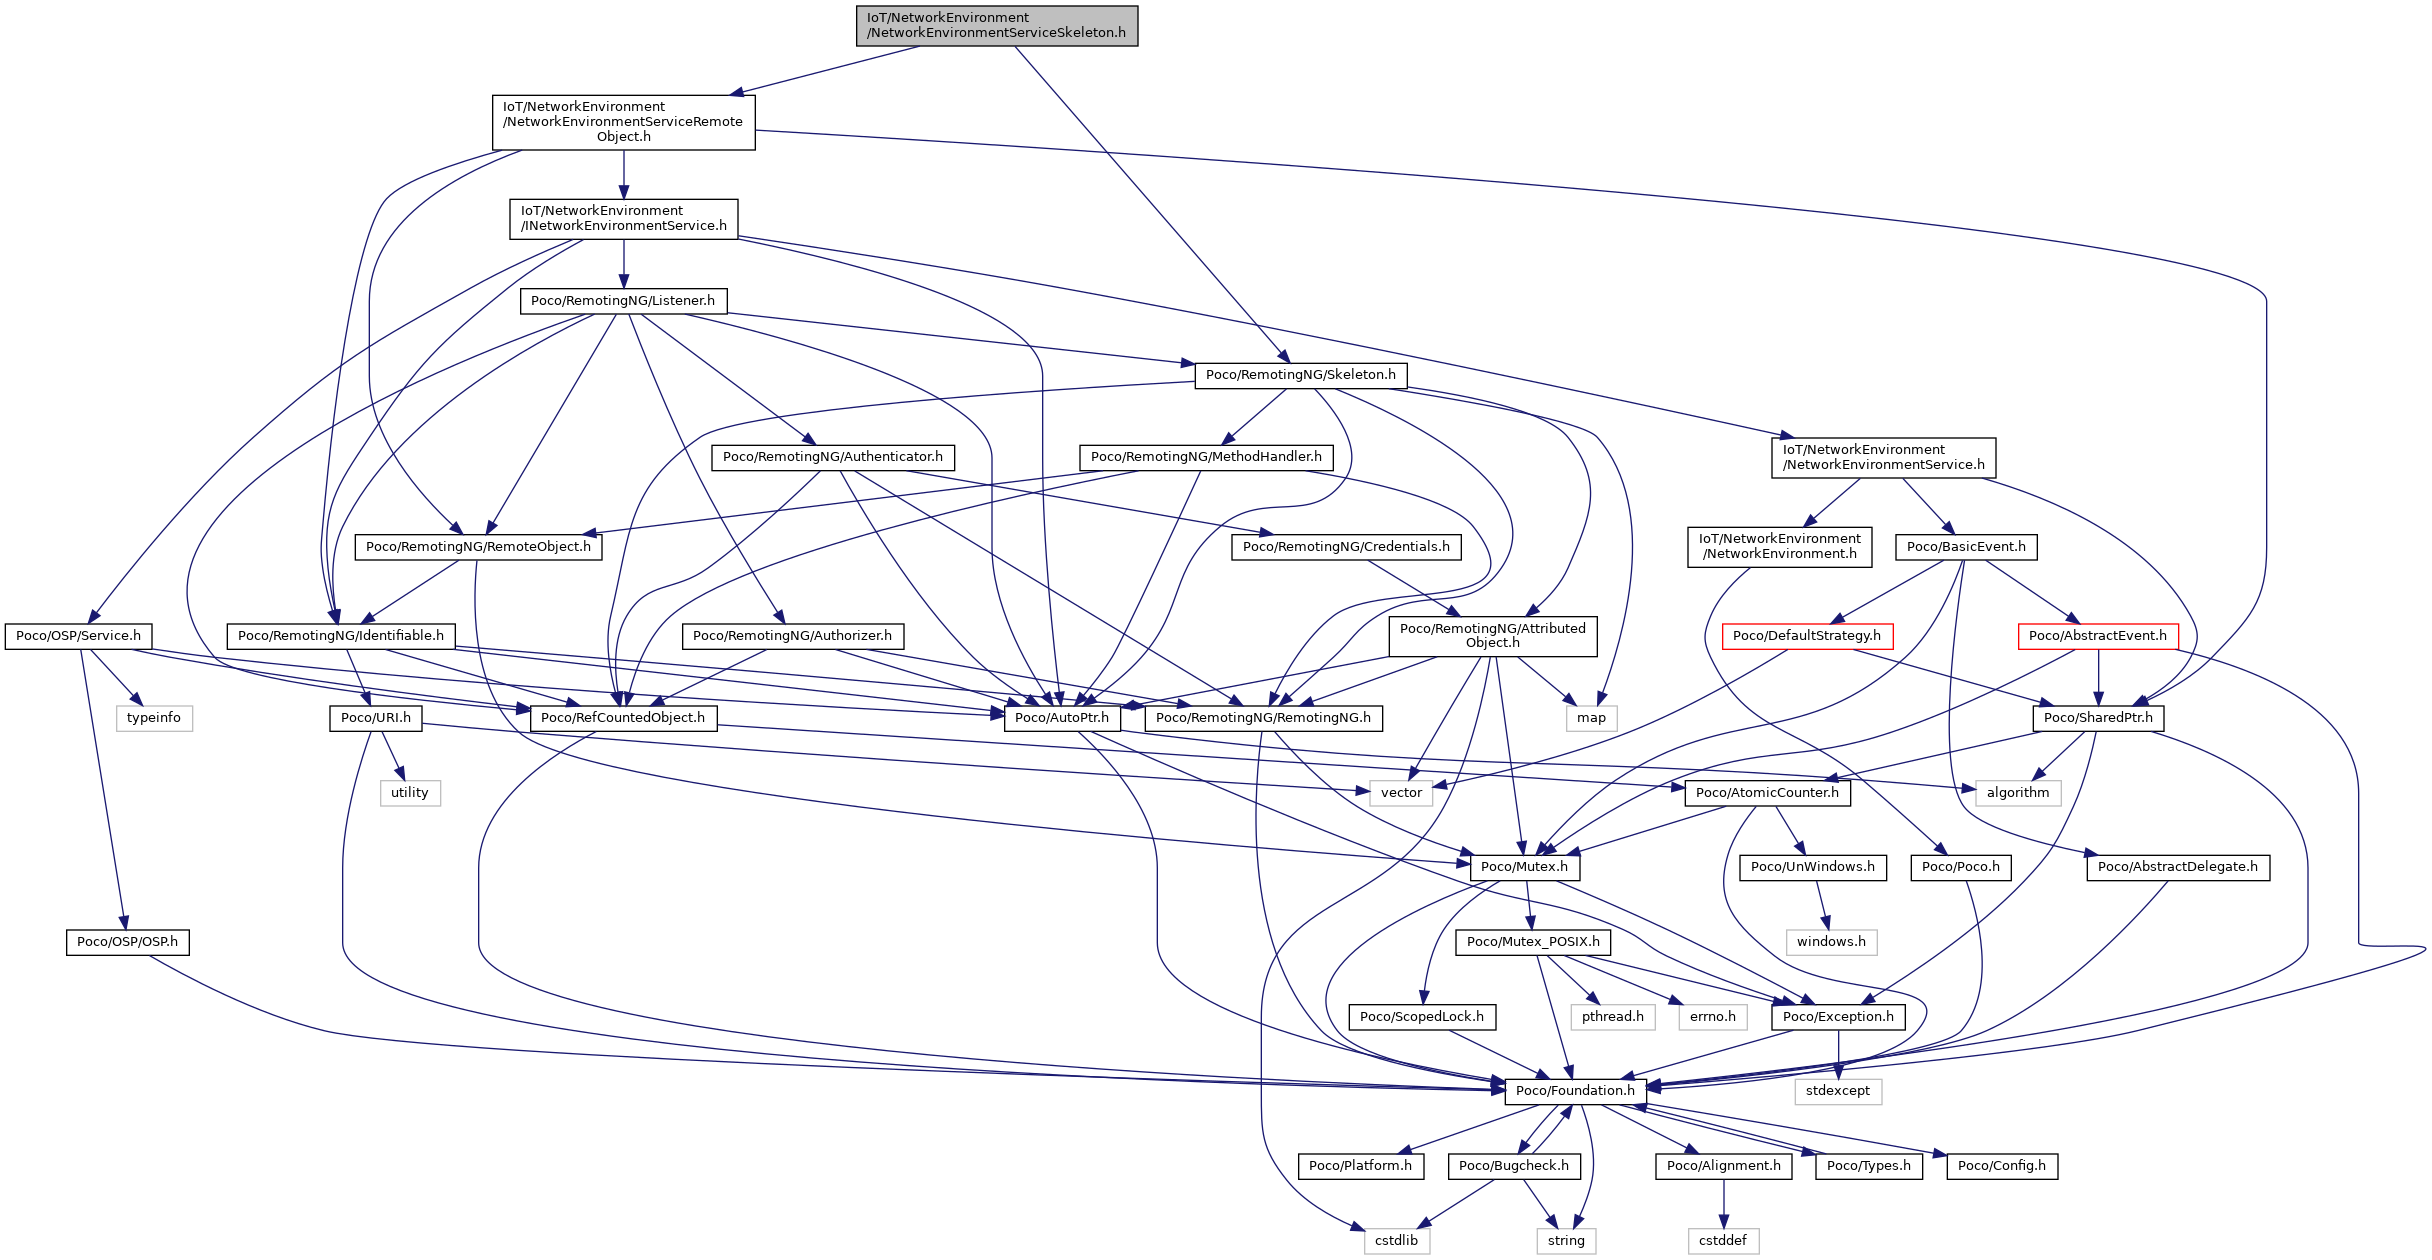 IoT/NetworkEnvironment
/NetworkEnvironmentServiceSkeleton.h
IoT/NetworkEnvironment
/NetworkEnvironmentServiceRemote
Object.h
IoT/NetworkEnvironment
/INetworkEnvironmentService.h
Poco/RemotingNG/Listener.h
Poco/RemotingNG/Skeleton.h
Poco/RemotingNG/Authenticator.h
Poco/RemotingNG/MethodHandler.h
IoT/NetworkEnvironment
/NetworkEnvironmentService.h
Poco/RemotingNG/RemoteObject.h
Poco/RemotingNG/Credentials.h
IoT/NetworkEnvironment
/NetworkEnvironment.h
Poco/BasicEvent.h
Poco/OSP/Service.h
Poco/RemotingNG/Identifiable.h
Poco/RemotingNG/Authorizer.h
Poco/RemotingNG/Attributed
Object.h
Poco/DefaultStrategy.h
Poco/AbstractEvent.h
typeinfo
Poco/URI.h
Poco/RefCountedObject.h
Poco/AutoPtr.h
Poco/RemotingNG/RemotingNG.h
map
Poco/SharedPtr.h
utility
vector
Poco/AtomicCounter.h
algorithm
Poco/Mutex.h
Poco/UnWindows.h
Poco/Poco.h
Poco/AbstractDelegate.h
Poco/OSP/OSP.h
Poco/Mutex_POSIX.h
windows.h
Poco/ScopedLock.h
pthread.h
errno.h
Poco/Exception.h
Poco/Foundation.h
stdexcept
Poco/Platform.h
Poco/Bugcheck.h
Poco/Alignment.h
Poco/Types.h
Poco/Config.h
cstdlib
string
cstddef